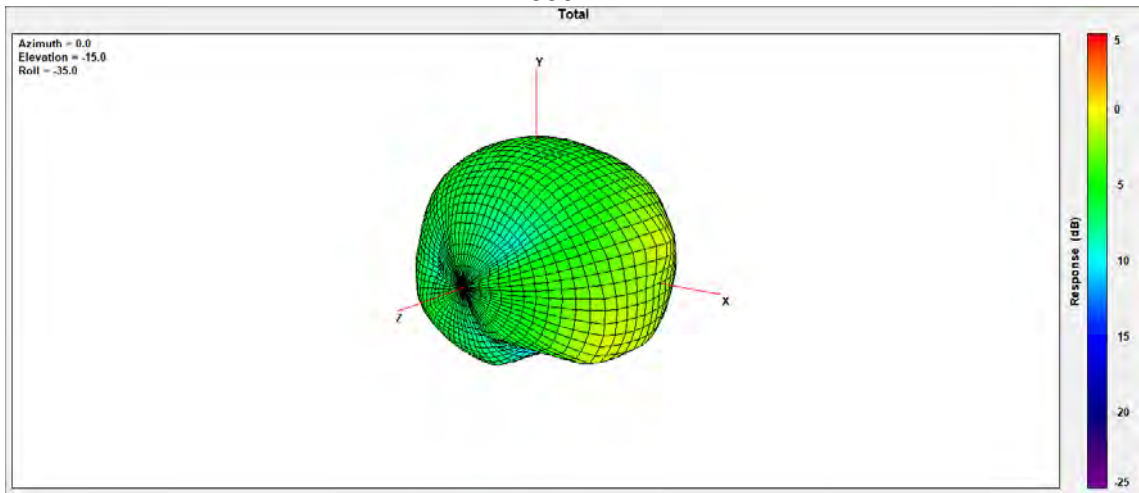 Total
Azimuth = 0.0
Elevation = -15.0
Roll = -35.0
Y
X
Z
5
0
-5
-10
-15
-20
-25
Response (dB)